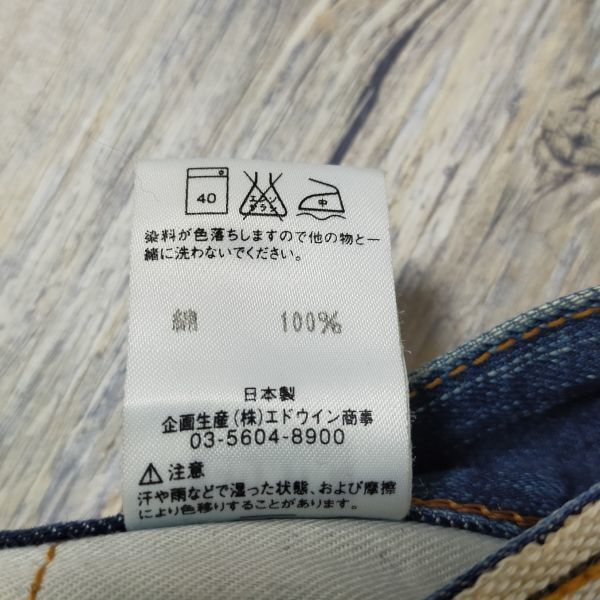 40 エンソサラシ 中
染料が色落ちしますので他の物と一
緒に洗わないでください。
綿 100%
日本製
企画生産(株)エドウイン商事
03-5604-8900
⚠注意
汗や雨などで湿った状態、および摩擦
により色移りすることがあります。